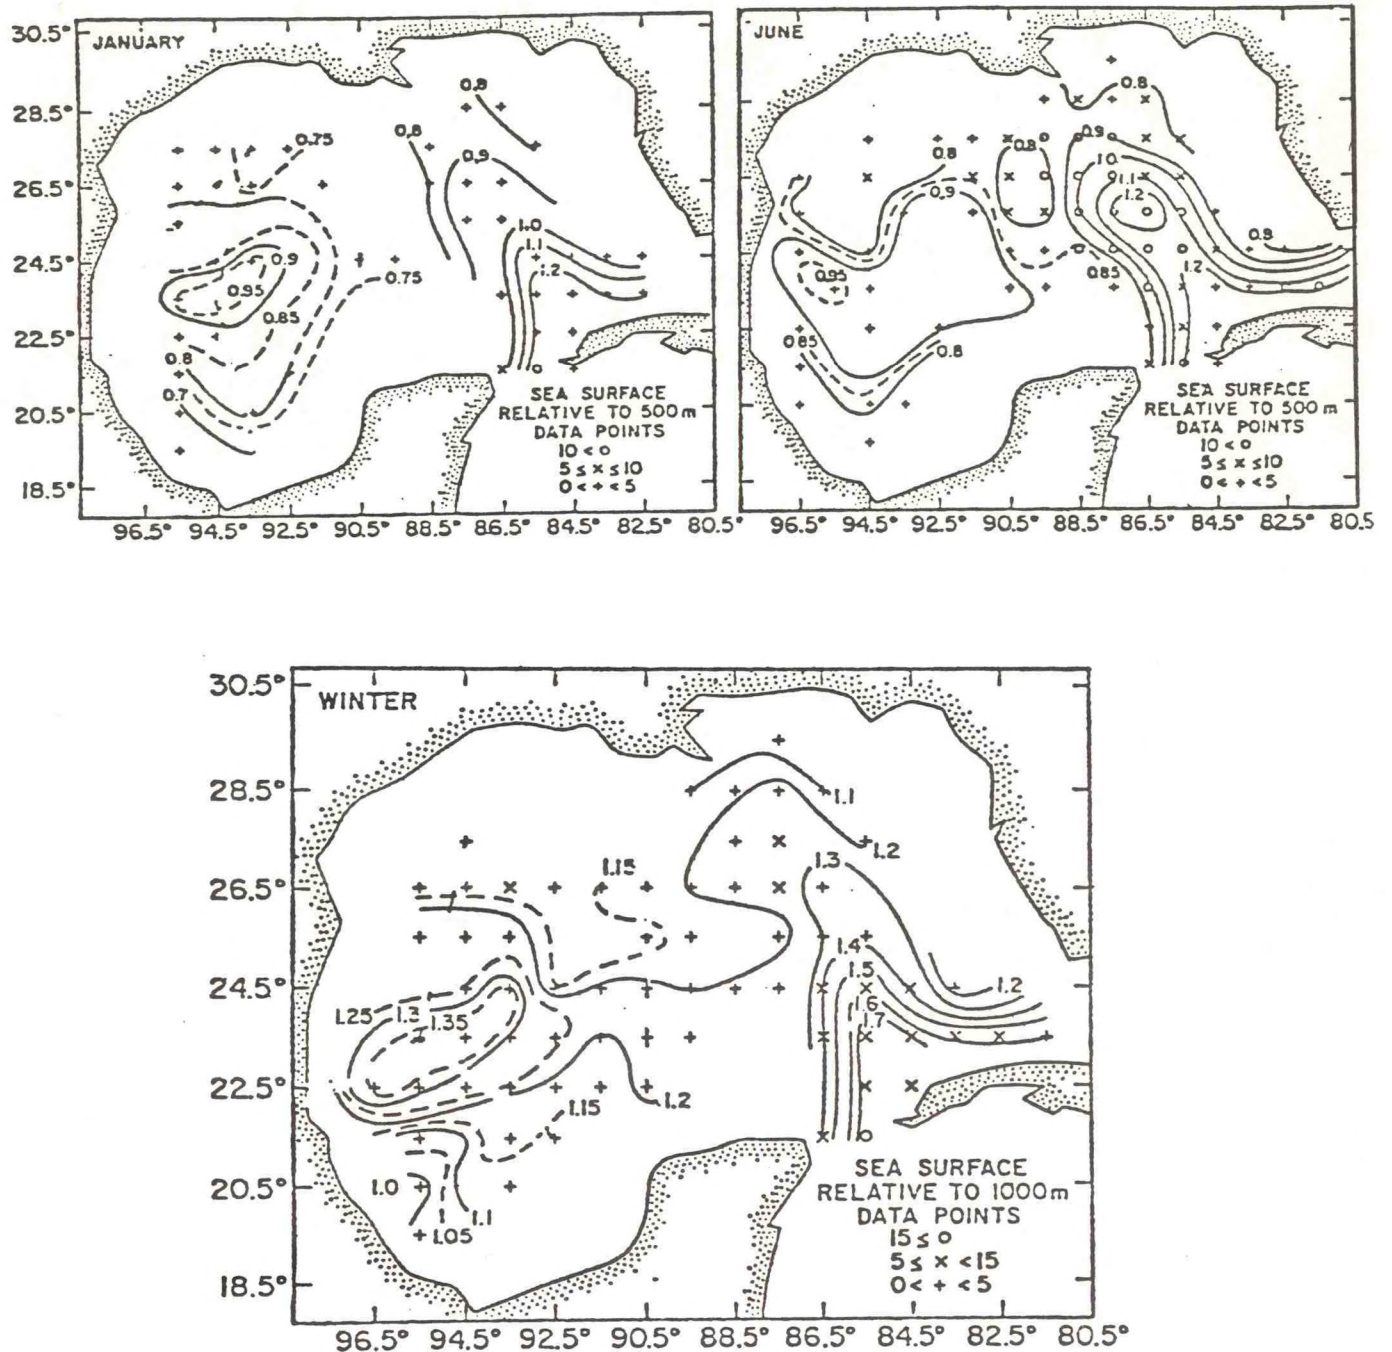 JANUARY
30.5°
28.5°
26.5°
24.5°
22.5°
20.5°
18.5°
0.8
0.75
0.8
0.9
1.0
0.9
1.1
1.2
0.95
0.75
0.85
0.8
0.7
SEA SURFACE
RELATIVE TO 500m
DATA POINTS
10 < o
5 ≤ x ≤ 10
0 < + < 5
96.5° 94.5° 92.5° 90.5° 88.5° 86.5° 84.5° 82.5° 80.5°
JUNE
0.8
0.9
0.8
0.8
1.0
0.9
1.1
1.2
0.8
0.95
0.85
1.2
0.85
0.8
SEA SURFACE
RELATIVE TO 500m
DATA POINTS
10 < o
5 ≤ x ≤ 10
0 < + < 5
96.5° 94.5° 92.5° 90.5° 88.5° 86.5° 84.5° 82.5° 80.5
WINTER
30.5°
28.5°
26.5°
24.5°
22.5°
20.5°
18.5°
1.1
1.2
1.3
1.15
1.4
1.5
1.2
1.25
1.3
1.35
1.6
1.7
1.15
1.2
1.0
1.1
1.05
SEA SURFACE
RELATIVE TO 1000m
DATA POINTS
15 ≤ o
5 ≤ x < 15
0 < + < 5
96.5° 94.5° 92.5° 90.5° 88.5° 86.5° 84.5° 82.5° 80.5°